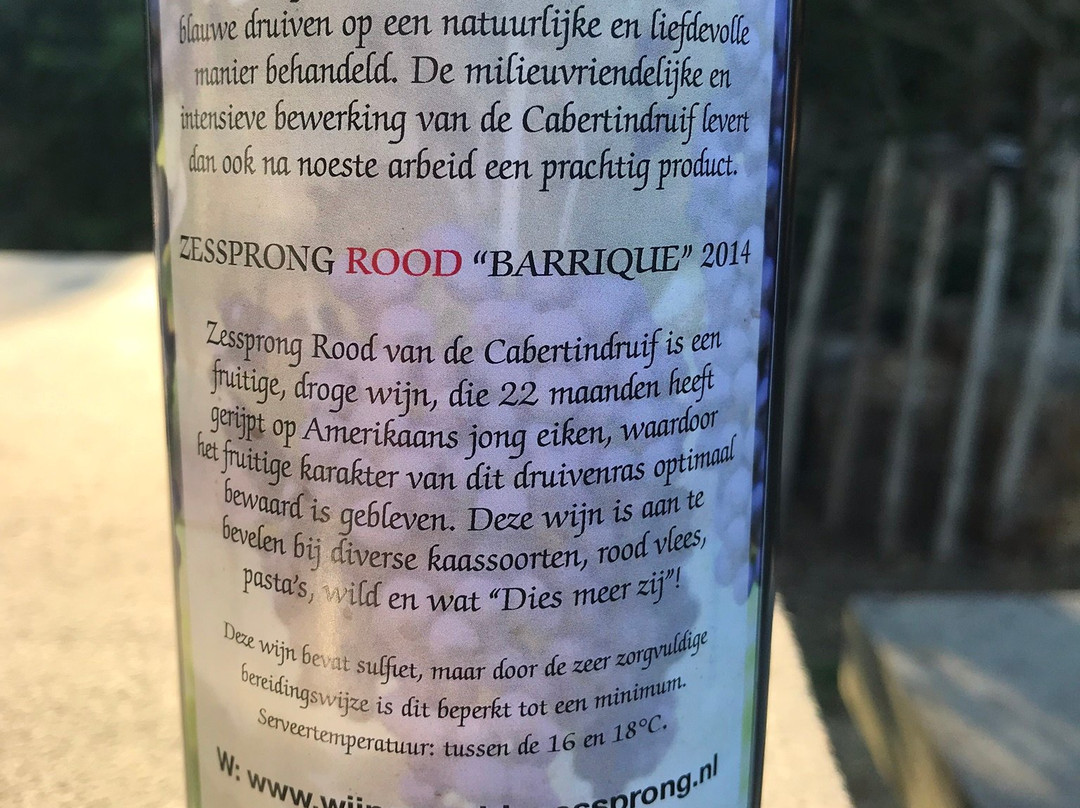 blauwe druiven op een natuurlijke en liefdevolle
manier behandeld. De milieuvriendelijke en
intensieve bewerking van de Cabertindruif levert
dan ook na noeste arbeid een prachtig product.
ZESSPRONG ROOD “BARRIQUE” 2014
Zessprong Rood van de Cabertindruif is een
fruitige, droge wijn, die 22 maanden heeft
gerijpt op Amerikaans jong eiken, waardoor
het fruitige karakter van dit druivenras optimaal
bewaard is gebleven. Deze wijn is aan te
bevelen bij diverse kaassoorten, rood vlees,
pasta's, wild en wat “Dies meer zij”!
Deze wijn bevat sulfiet, maar door de zeer zorgvuldige
bereidingswijze is dit beperkt tot een minimum.
Serveertemperatuur: tussen de 16 en 18°C.
W: